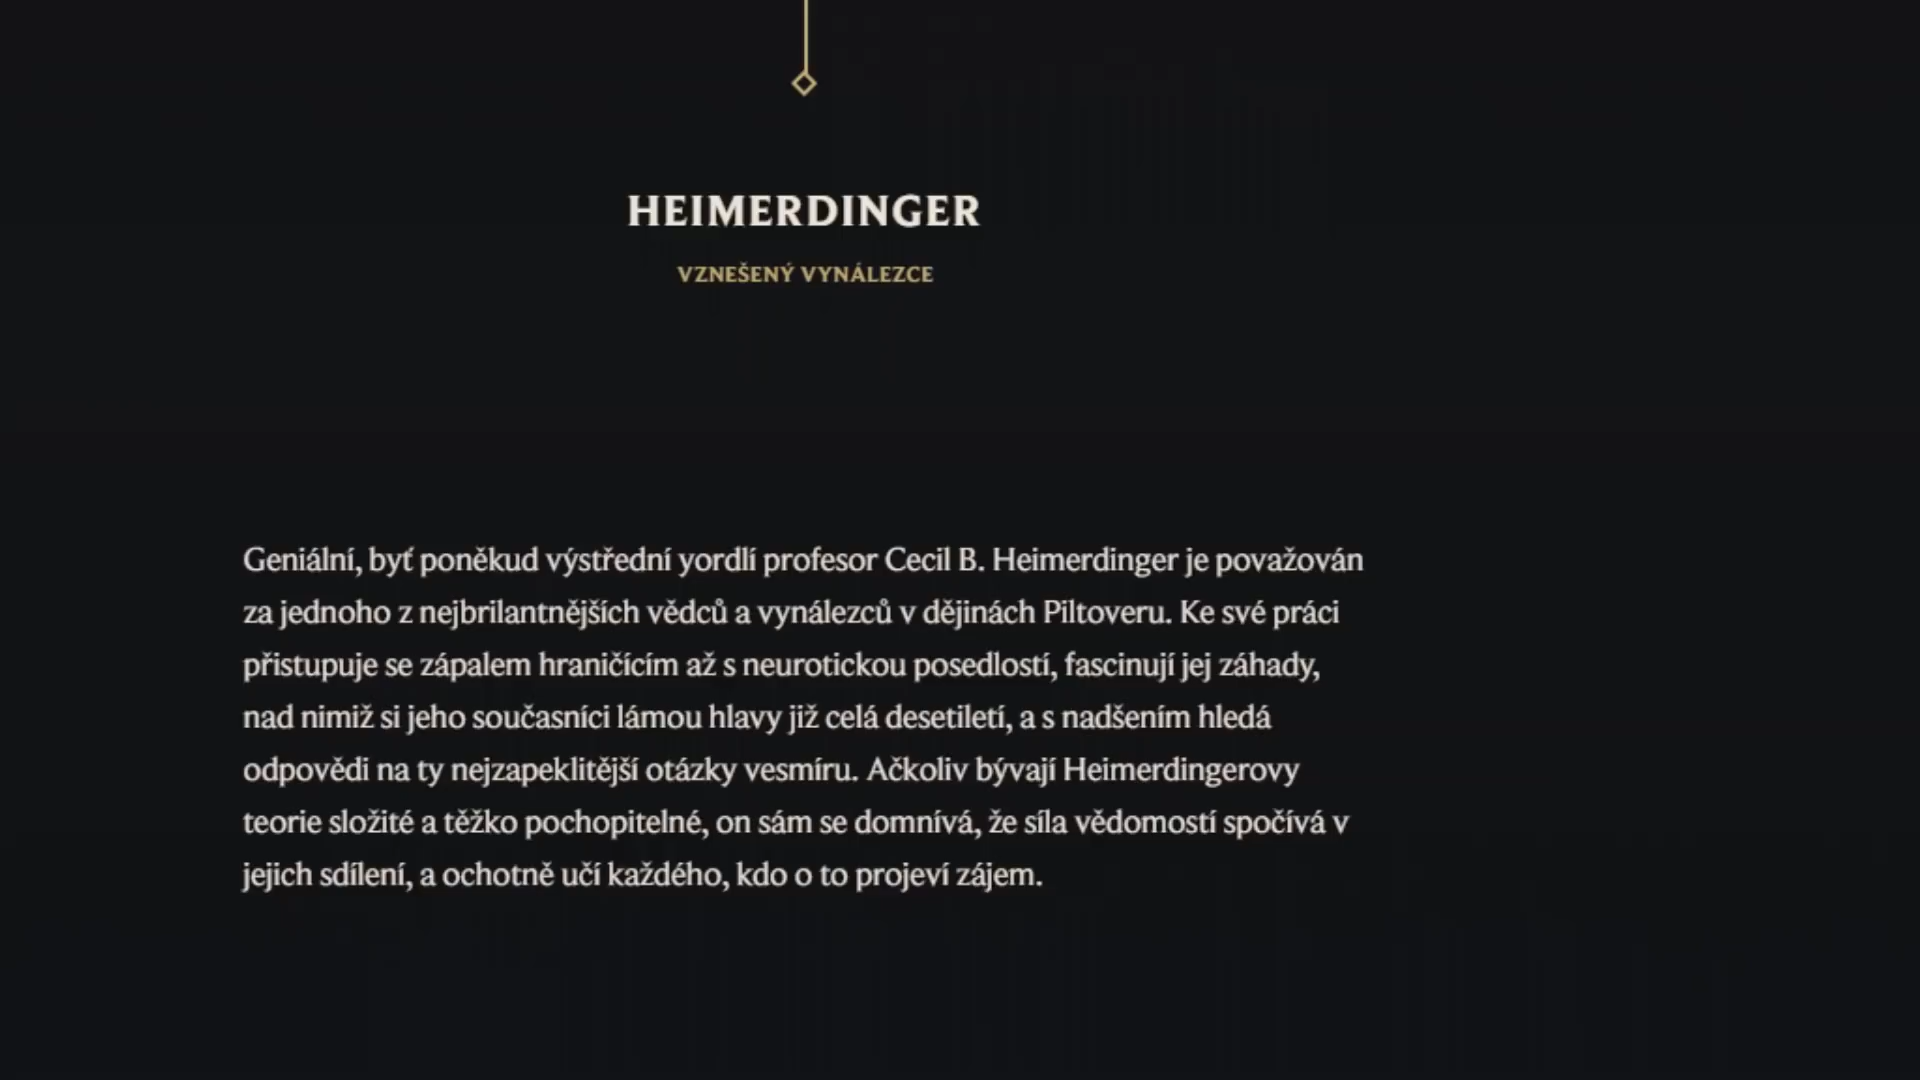 HEIMERDINGER
VZNEŠENÝ VYNÁLEZCE
Geniální, byť poněkud výstřední yordlí profesor Cecil B. Heimerdinger je považován
za jednoho z nejbrilantnějších vědců a vynálezců v dějinách Piltoveru. Ke své práci
přistupuje se zápalem hraničícím až s neurotickou posedlostí, fascinují jej záhady,
nad nimiž si jeho současníci lámou hlavy již celá desetiletí, a s nadšením hledá
odpovědi na ty nejzapeklitější otázky vesmíru. Ačkoliv bývají Heimerdingerovy
teorie složité a těžko pochopitelné, on sám se domnívá, že síla vědomostí spočívá v
jejich sdílení, a ochotně učí každého, kdo o to projeví zájem.